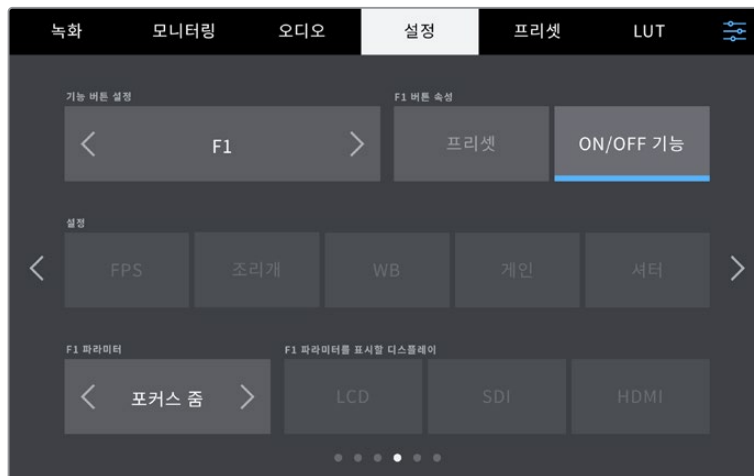 녹화 모니터링 오디오 설정 프리셋 LUT
기능 버튼 설정 F1 버튼 속성
F1 프리셋 ON/OFF 기능
설정
FPS 조리개 WB 게인 셔터
F1 파라미터 F1 파라미터를 표시할 디스플레이
포커스 줌 LCD SDI HDMI